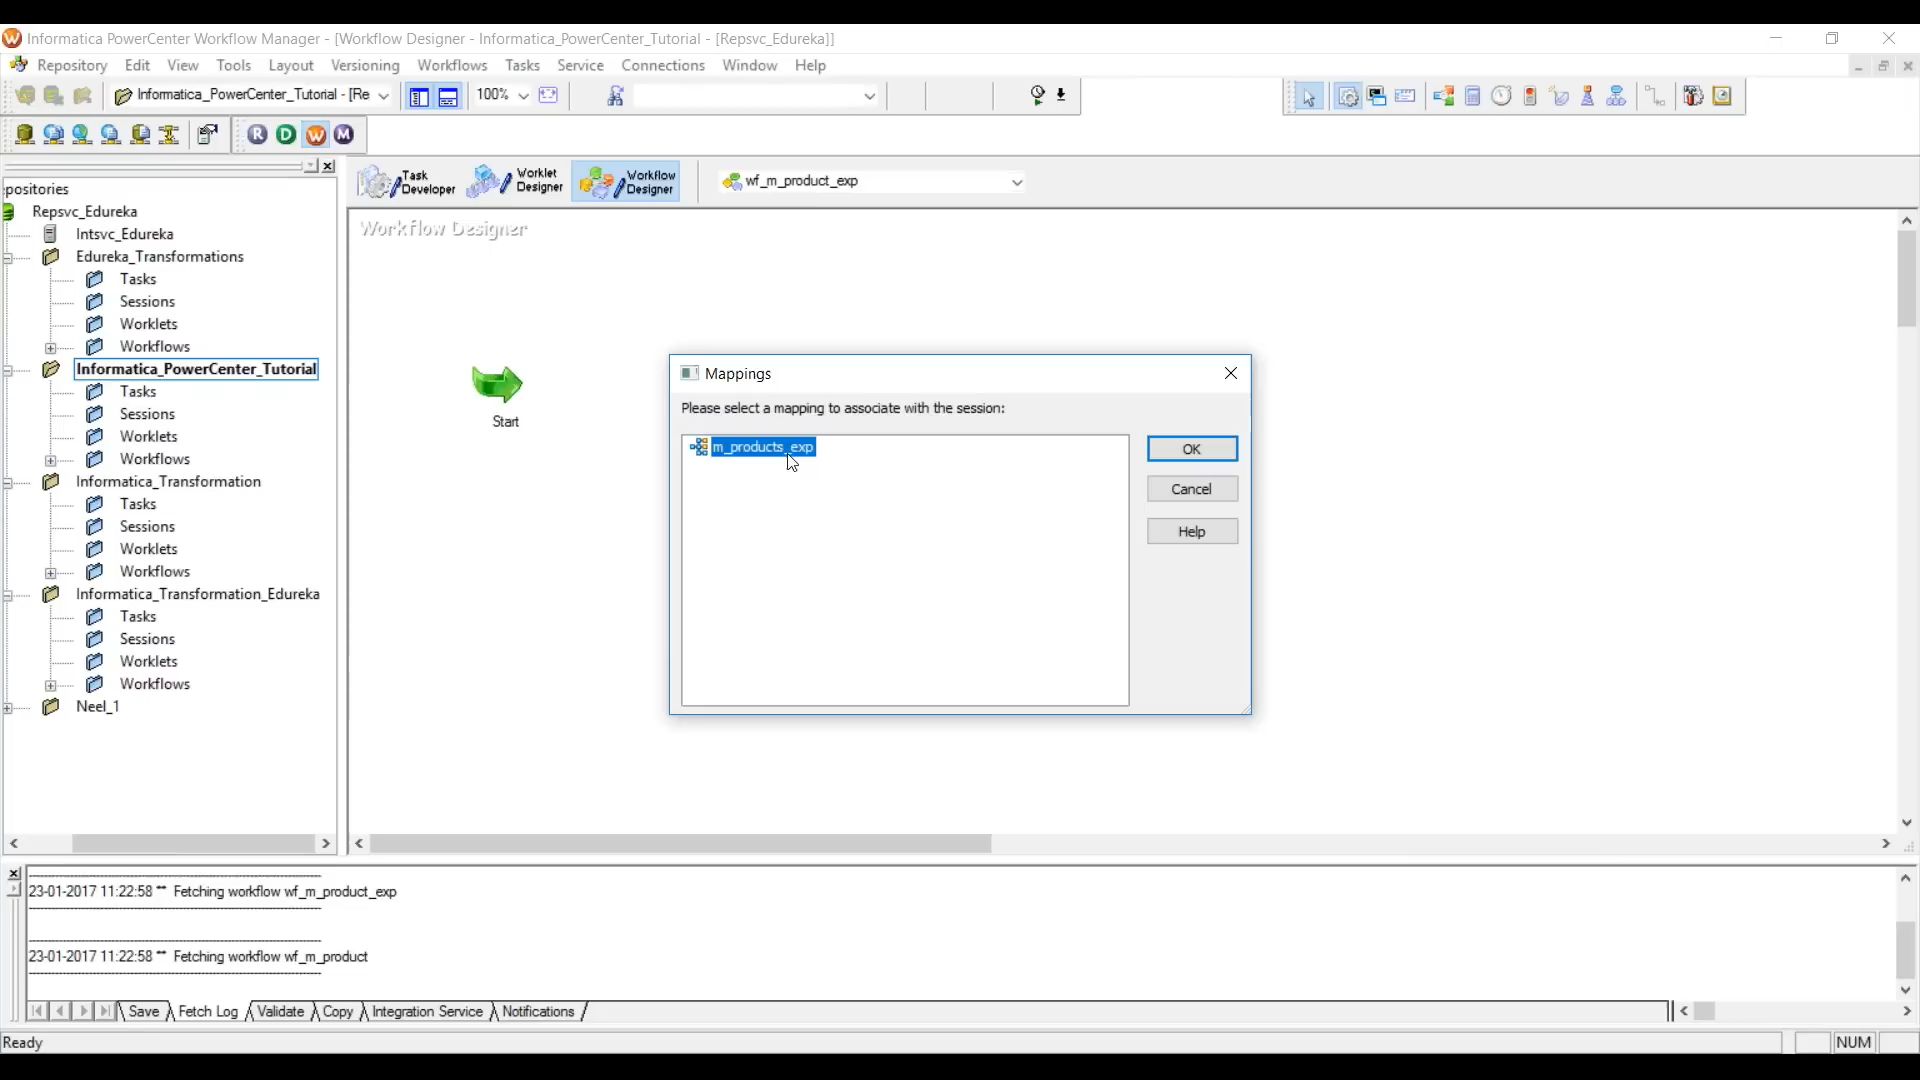 Informatica PowerCenter Workflow Manager - [Workflow Designer - Informatica_PowerCenter_Tutorial - [Repsvc_Edureka]]
Repository Edit View Tools Layout Versioning Workflows Tasks Service Connections Window Help
Informatica_PowerCenter_Tutorial - [Re 100%
R D W M
Task Developer
Worklet Designer
Workflow Designer
wf_m_product_exp
epositories
Repsvc_Edureka
Intsvc_Edureka
Edureka_Transformations
Tasks
Sessions
Worklets
Workflows
Informatica_PowerCenter_Tutorial
Tasks
Sessions
Worklets
Workflows
Informatica_Transformation
Tasks
Sessions
Worklets
Workflows
Informatica_Transformation_Edureka
Tasks
Sessions
Worklets
Workflows
Neel_1
Workflow Designer
Start
Mappings
Please select a mapping to associate with the session:
m_products_exp
OK
Cancel
Help
23-01-2017 11:22:58 ** Fetching workflow wf_m_product_exp
23-01-2017 11:22:58 ** Fetching workflow wf_m_product
Save Fetch Log Validate Copy Integration Service Notifications
Ready NUM